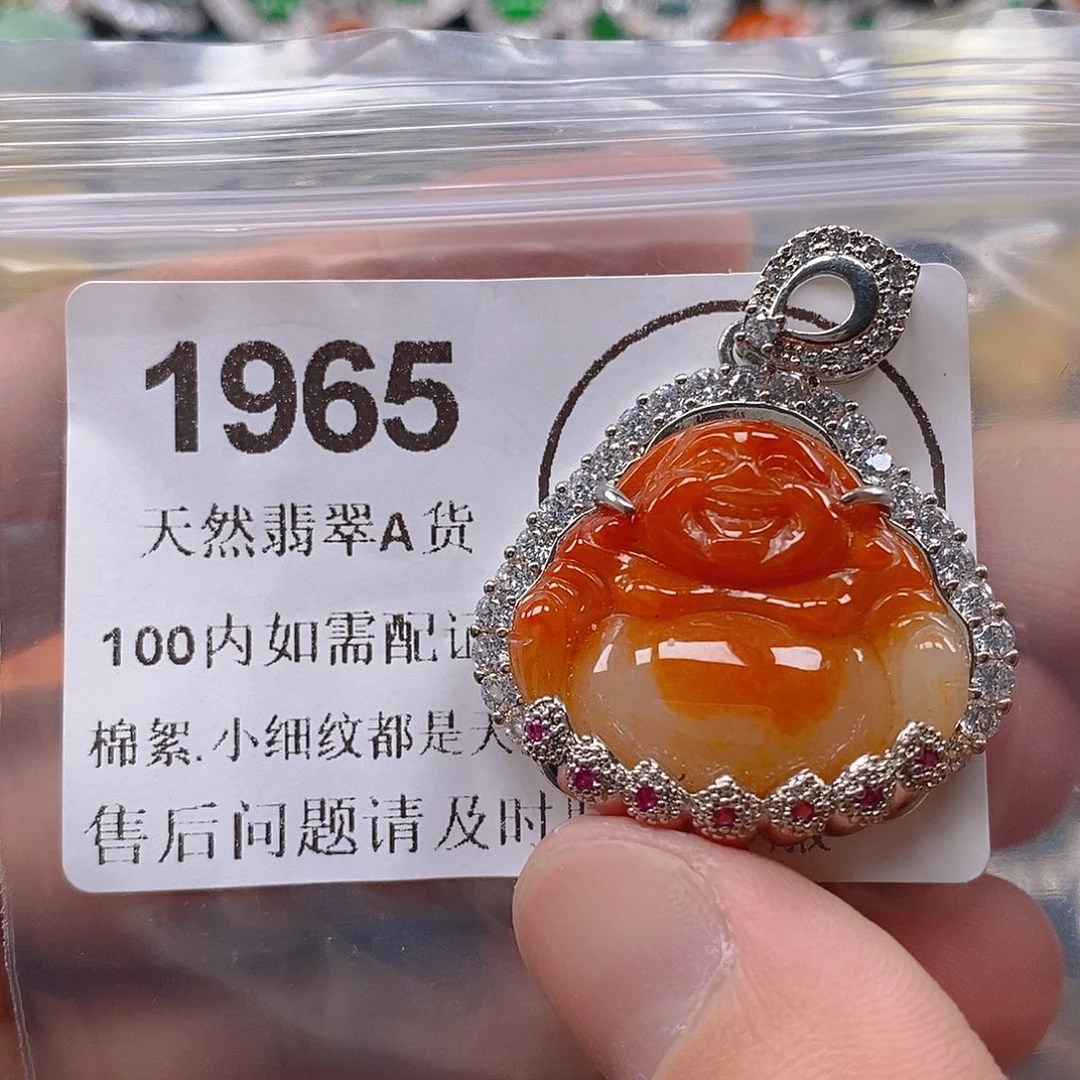 1965
天然翡翠A货
100内如需配证
棉絮.小细纹都是天
售后问题请及时